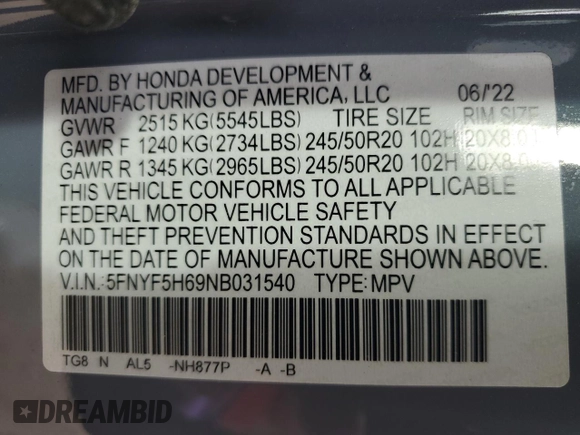 MFD. BY HONDA DEVELOPMENT &
MANUFACTURING OF AMERICA, LLC 06/'22
GVWR 2515 KG(5545LBS) TIRE SIZE RIM SIZE
GAWR F 1240 KG(2734LBS) 245/50R20 102H 20X8.0J
GAWR R 1345 KG(2965LBS) 245/50R20 102H 20X8.0
THIS VEHICLE CONFORMS TO ALL APPLICABLE
FEDERAL MOTOR VEHICLE SAFETY
AND THEFT PREVENTION STANDARDS IN EFFECT
ON THE DATE OF MANUFACTURE SHOWN ABOVE.
V.I.N.:5FNYF5H69NB031540 TYPE: MPV
TG8 N AL5 -NH877P -A -B
DREAMBID